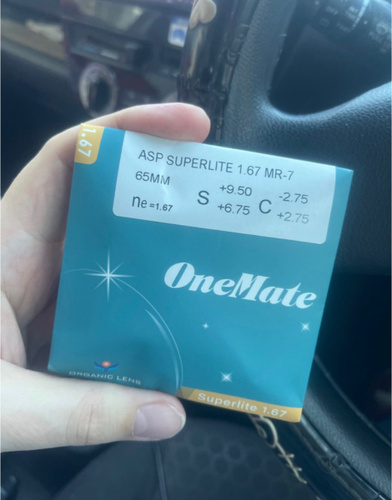 1.67
ASP SUPERLITE 1.67 MR-7
65MM
ne =1.67 S +9.50 C -2.75
+6.75 +2.75
OneMate
ORGANIC LENS
Superlite 1.67